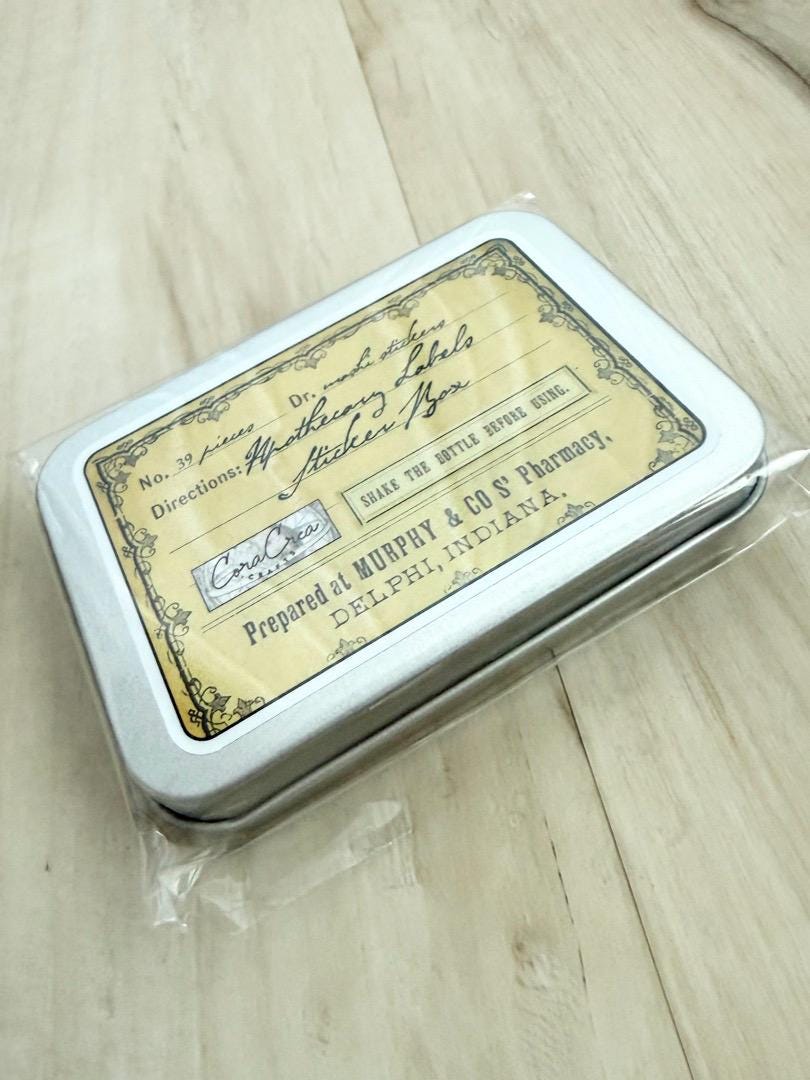 No. 39 pieces Dr. washi stickers
Directions: Apothecary Labels
Sticker Box
SHAKE THE BOTTLE BEFORE USING.
CoraCrea
CRAFTS
Prepared at MURPHY & CO S' Pharmacy,
DELPHI, INDIANA.